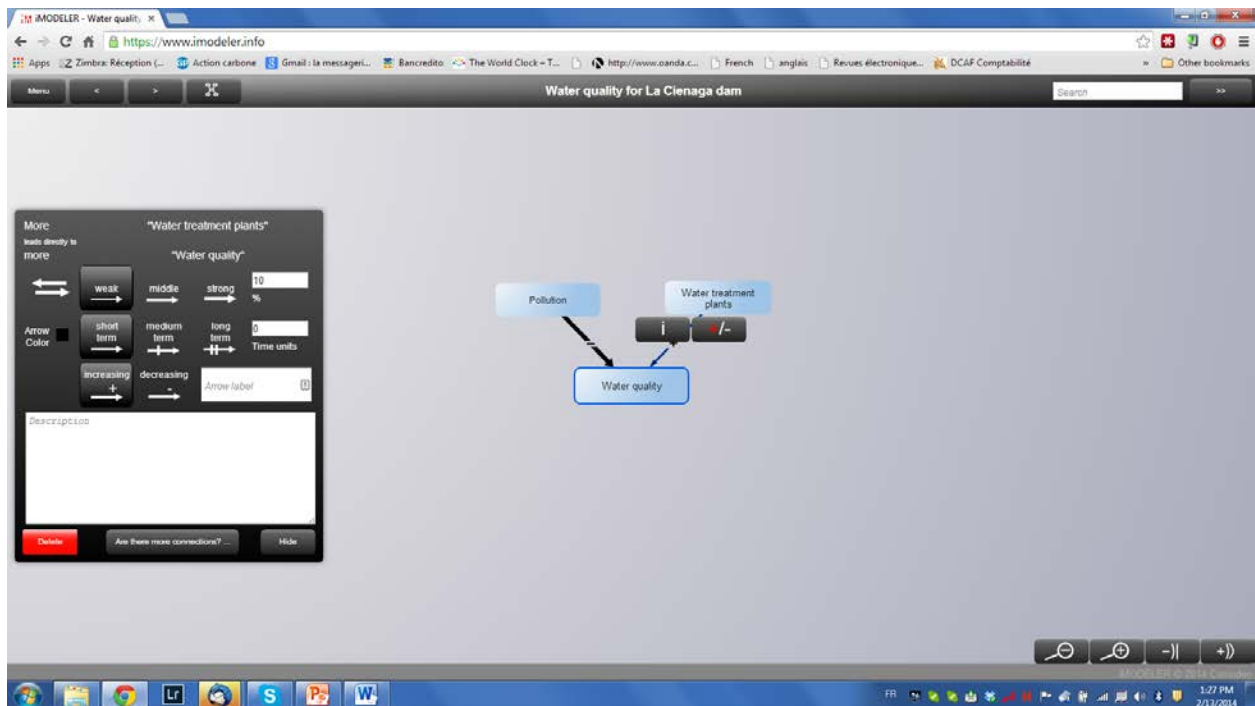 iMODELER - Water quality
https://www.imodeler.info
Apps Zimbra: Réception (... Action carbone Gmail : la messageri... Bancredito The World Clock – T... http://www.oanda.c... French anglais Revues électronique... DCAF Comptabilité » Other bookmarks
Menu < > Water quality for La Cienaga dam Search >>
More "Water treatment plants"
leads directly to
more "Water quality"
weak middle strong 10
%
Arrow Color short term medium term long term 0
Time units
increasing + decreasing - Arrow label
Description
Delete Are there more connections? ... Hide
Pollution
Water treatment
plants
i +/-
Water quality
-)| +))
iMODELER © 2014 Consideo
Lr S P W
FR
1:27 PM
2/13/2014